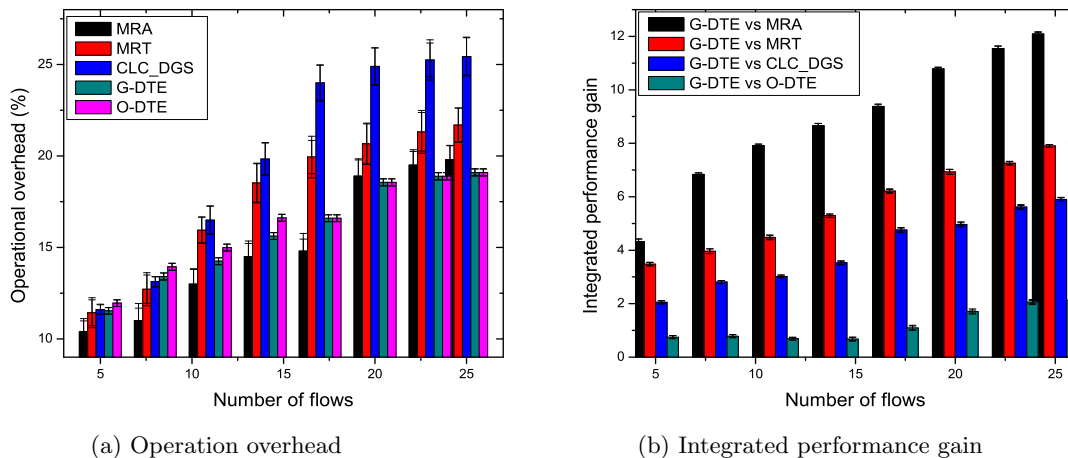 MRA
MRT
CLC_DGS
G-DTE
O-DTE
Operational overhead (%)
25
20
15
10
5
10
15
20
25
Number of flows
(a) Operation overhead
G-DTE vs MRA
G-DTE vs MRT
G-DTE vs CLC_DGS
G-DTE vs O-DTE
Integrated performance gain
12
10
8
6
4
2
0
5
10
15
20
25
Number of flows
(b) Integrated performance gain